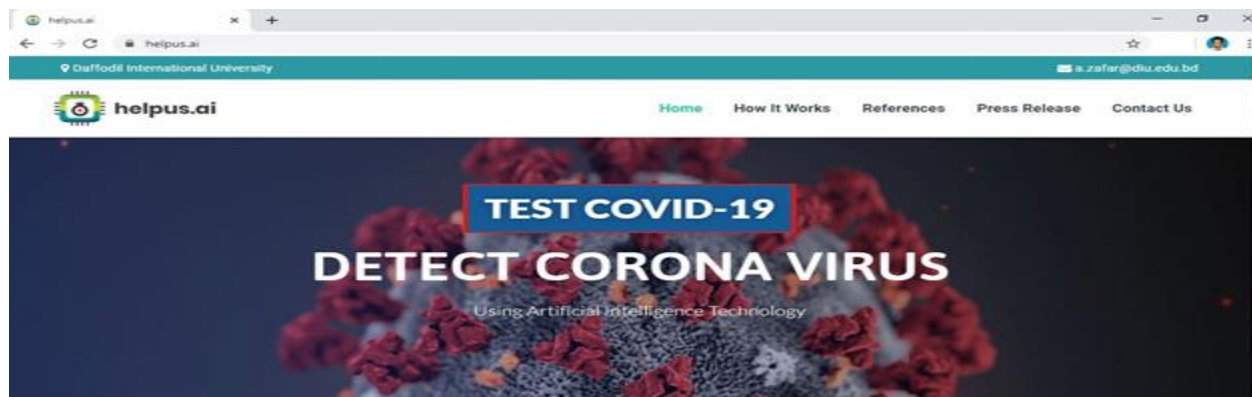 helpus.ai
helpus.ai
Daffodil International University a.zafar@diu.edu.bd
helpus.ai Home How It Works References Press Release Contact Us
TEST COVID-19
DETECT CORONA VIRUS
Using Artificial Intelligence Technology